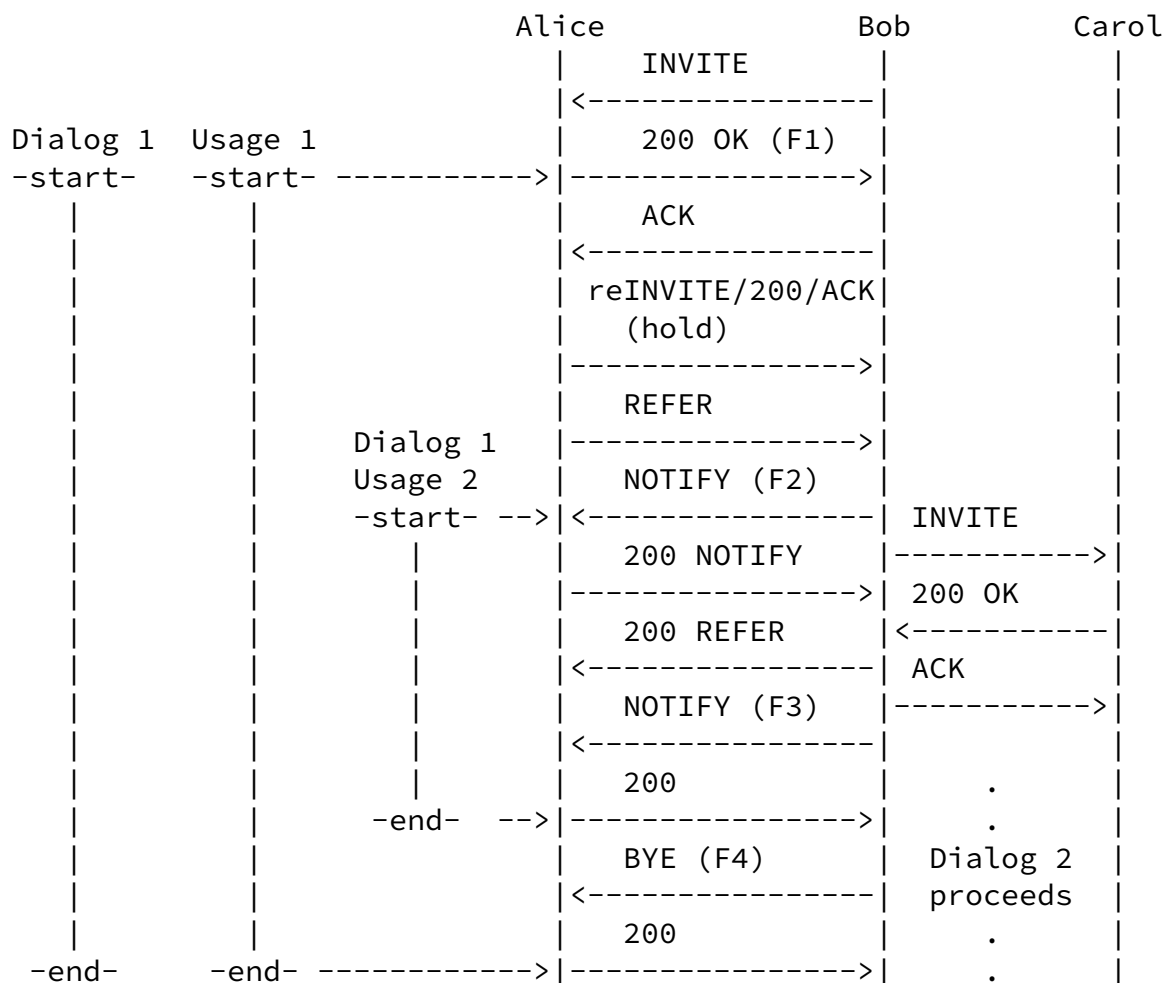 Alice Bob Carol
INVITE
Dialog 1 Usage 1 200 OK (F1)
-start- -start-
ACK
reINVITE/200/ACK
(hold)
REFER
Dialog 1
Usage 2 NOTIFY (F2)
-start- INVITE
200 NOTIFY
200 OK
200 REFER
ACK
NOTIFY (F3)
200
-end-
BYE (F4) Dialog 2
proceeds
200
-end- -end-